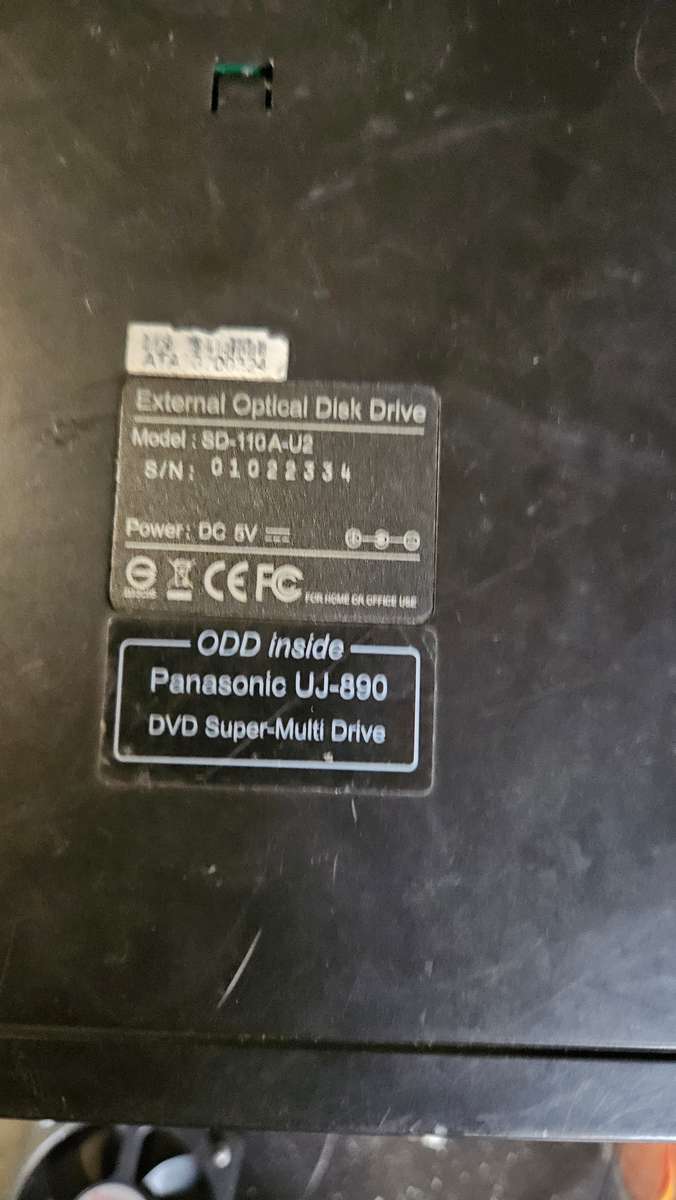 External Optical Disk Drive
Model : SD-110A-U2
S/N : 01022334
Power: DC 5V
CE FC FOR HOME OR OFFICE USE
ODD inside
Panasonic UJ-890
DVD Super-Multi Drive